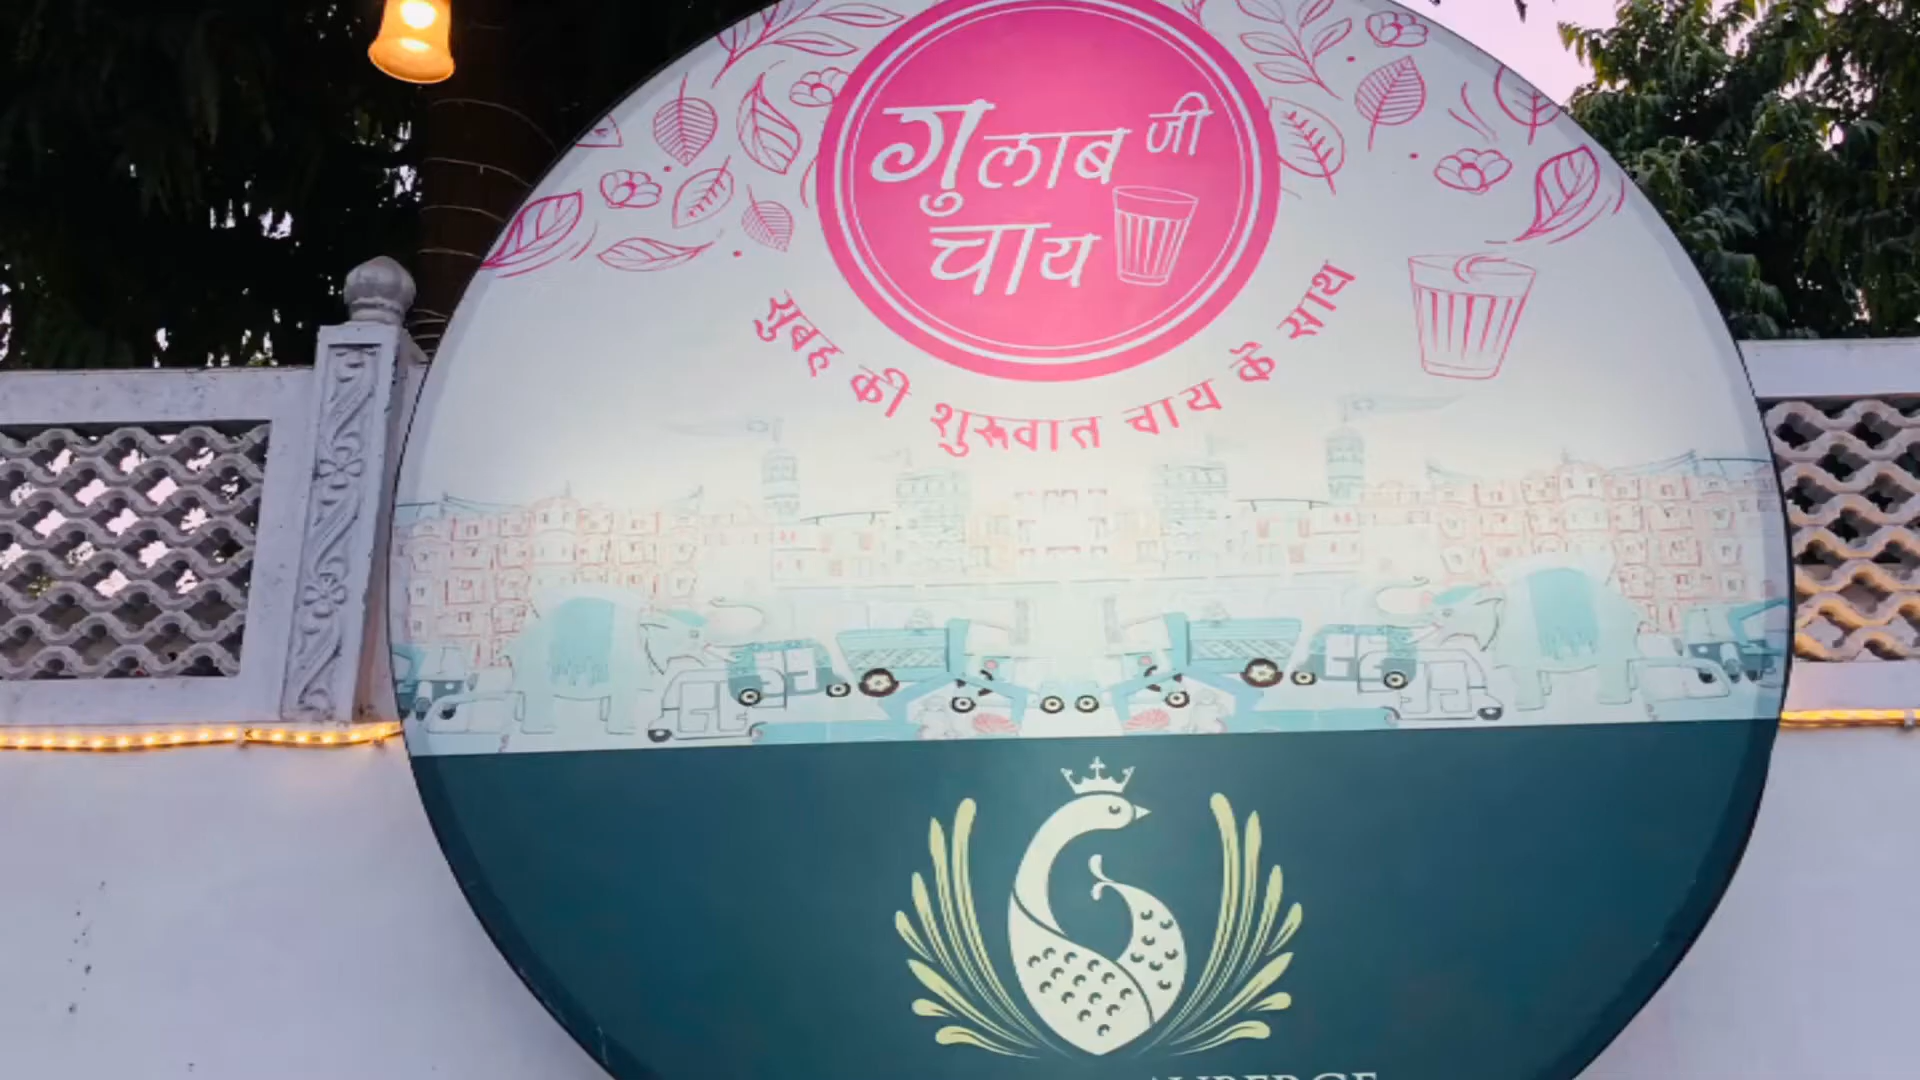 गुलाब जी
चाय
सुबह की शुरूवात चाय के साथ